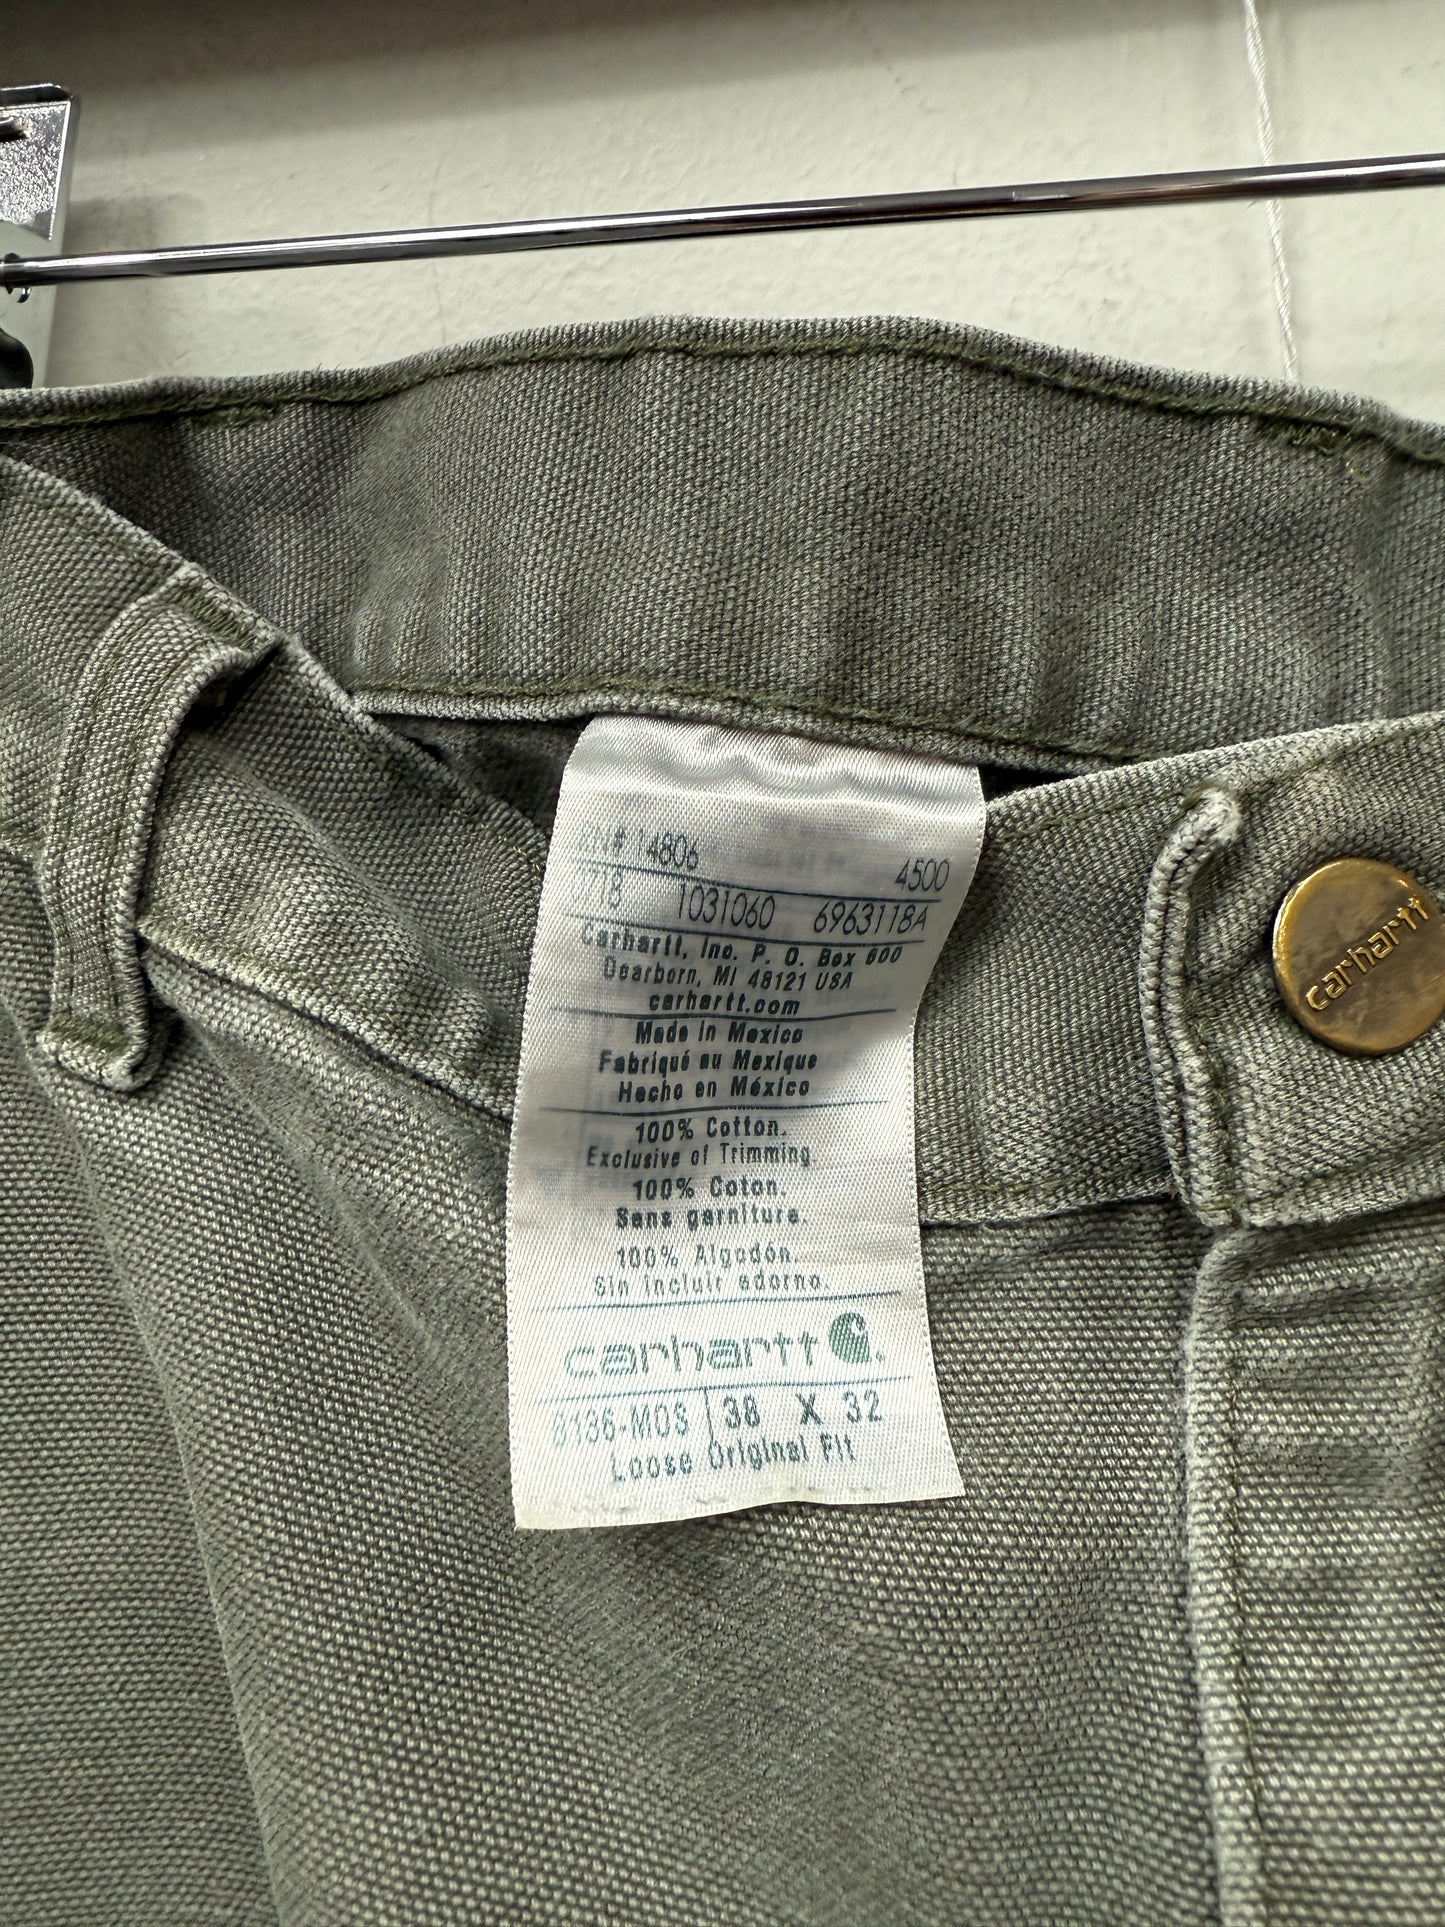 RN# 14806 4500
1031060 6963118A
Carhartt, Inc. P. O. Box 600
Dearborn, MI 48121 USA
carhartt.com
Made in Mexico
Fabriqué au Mexique
Hecho en México
100% Cotton.
Exclusive of Trimming.
100% Coton.
Sans garniture.
100% Algodón.
Sin incluir adorno.
carhartt
8136-MOS 38 X 32
Loose Original Fit
carhartt